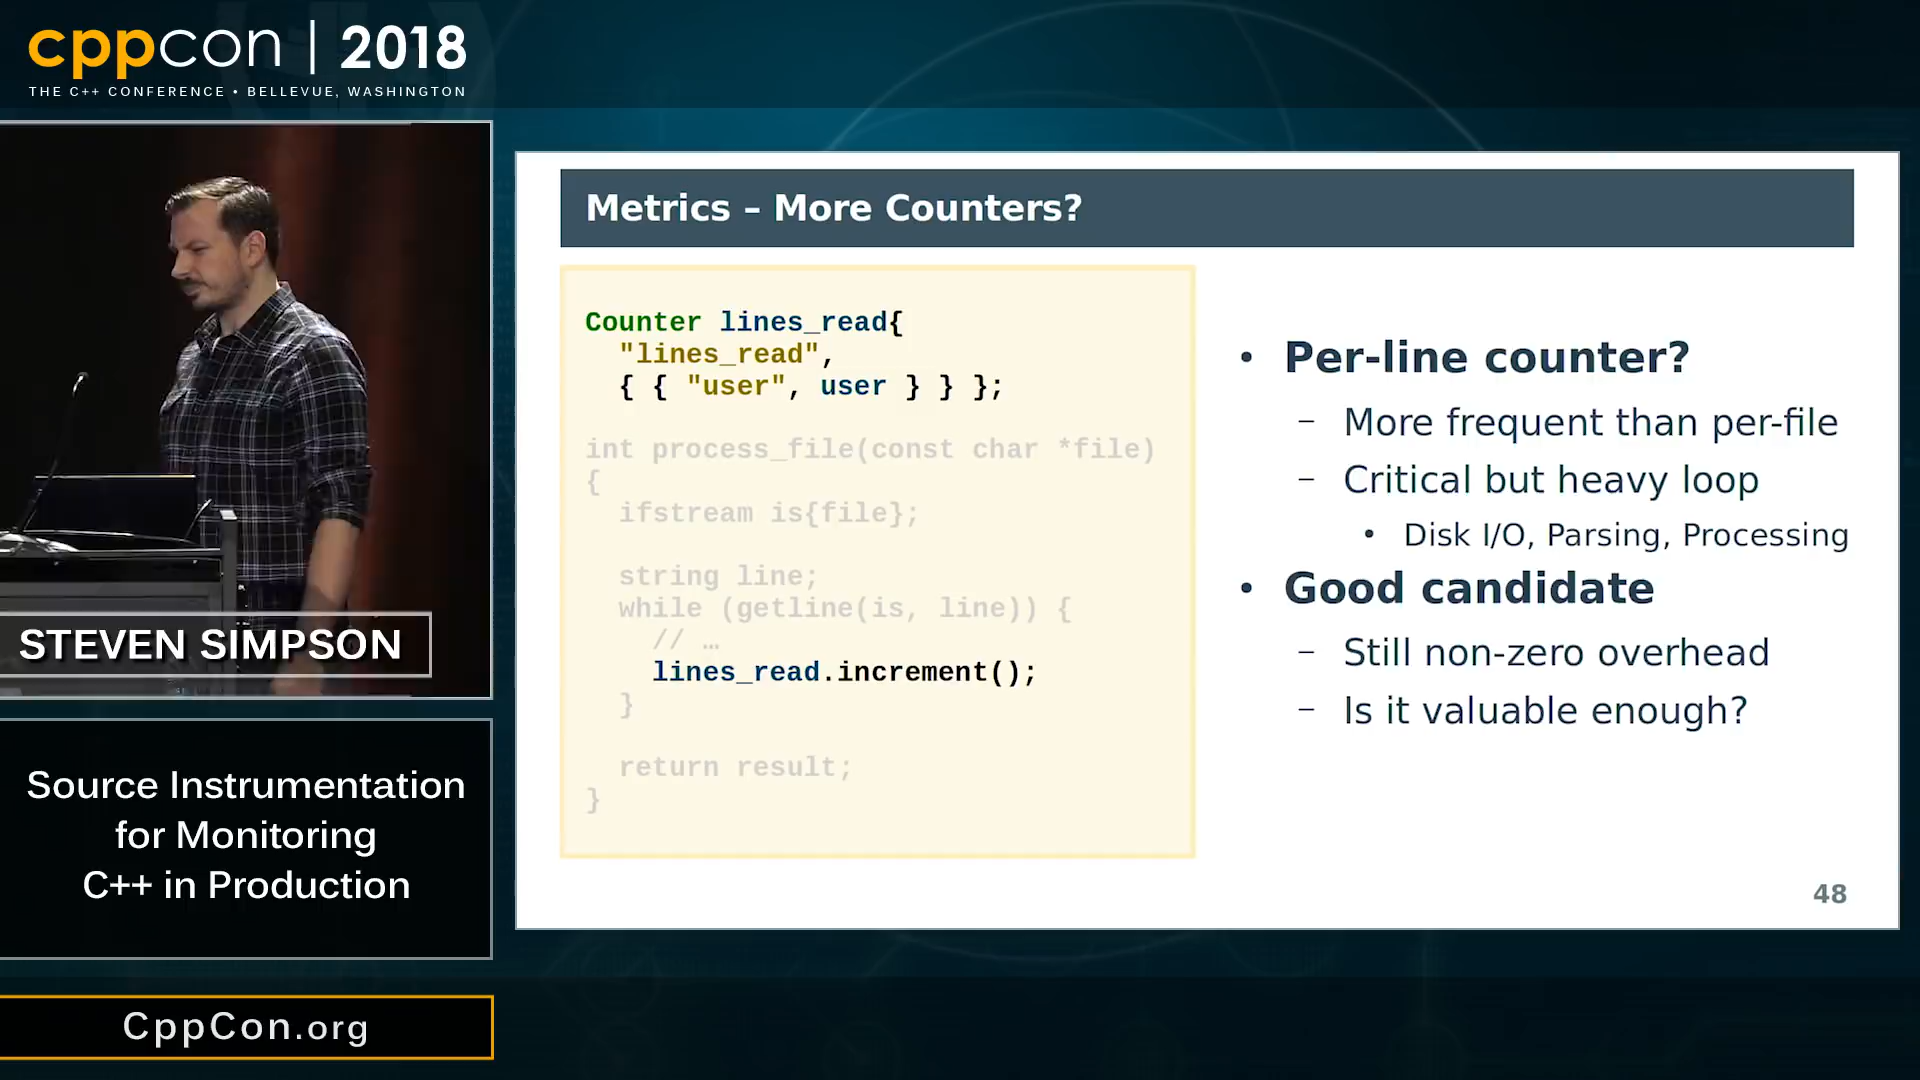 cppcon | 2018
THE C++ CONFERENCE • BELLEVUE, WASHINGTON
STEVEN SIMPSON
Source Instrumentation
for Monitoring
C++ in Production
CppCon.org
Metrics – More Counters?
Counter lines_read{
"lines_read",
{ { "user", user } } };
int process_file(const char *file)
{
ifstream is{file};
string line;
while (getline(is, line)) {
// …
lines_read.increment();
}
return result;
}
• Per-line counter?
– More frequent than per-file
– Critical but heavy loop
• Disk I/O, Parsing, Processing
• Good candidate
– Still non-zero overhead
– Is it valuable enough?
48